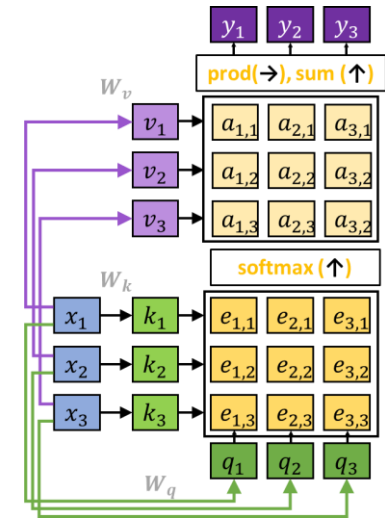 y₁ y₂ y₃
prod(→), sum (↑)
Wᵥ
v₁ a₁,₁ a₂,₁ a₃,₁
v₂ a₁,₂ a₂,₂ a₃,₂
v₃ a₁,₃ a₂,₃ a₃,₂
softmax (↑)
Wₖ
x₁ k₁ e₁,₁ e₂,₁ e₃,₁
x₂ k₂ e₁,₂ e₂,₂ e₃,₂
x₃ k₃ e₁,₃ e₂,₃ e₃,₃
q₁ q₂ q₃
W_q